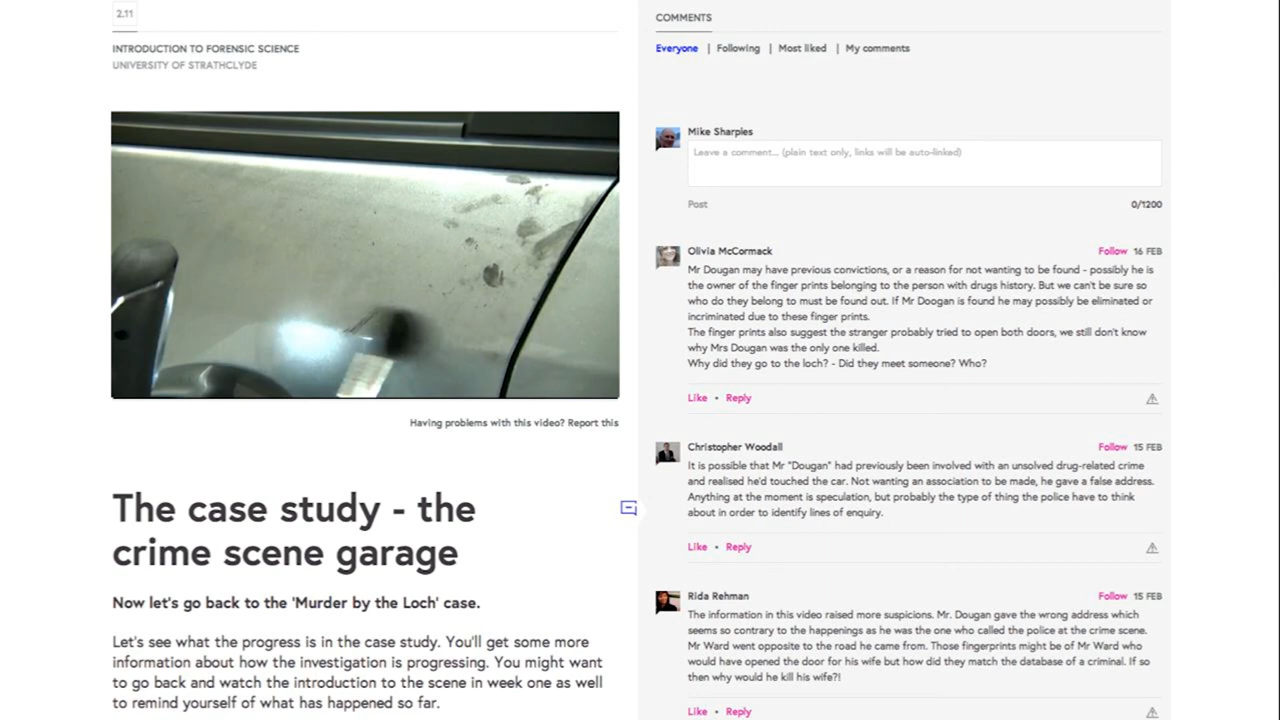 2.11
INTRODUCTION TO FORENSIC SCIENCE
UNIVERSITY OF STRATHCLYDE
Having problems with this video? Report this
The case study - the
crime scene garage
Now let's go back to the 'Murder by the Loch' case.
Let's see what the progress is in the case study. You'll get some more
information about how the investigation is progressing. You might want
to go back and watch the introduction to the scene in week one as well
to remind yourself of what has happened so far.
COMMENTS
Everyone | Following | Most liked | My comments
Mike Sharples
Leave a comment... (plain text only, links will be auto-linked)
Post 0/1200
Olivia McCormack Follow 16 FEB
Mr Dougan may have previous convictions, or a reason for not wanting to be found - possibly he is
the owner of the finger prints belonging to the person with drugs history. But we can't be sure so
who do they belong to must be found out. If Mr Doogan is found he may possibly be eliminated or
incriminated due to these finger prints.
The finger prints also suggest the stranger probably tried to open both doors, we still don't know
why Mrs Dougan was the only one killed.
Why did they go to the loch? - Did they meet someone? Who?
Like • Reply
Christopher Woodall Follow 15 FEB
It is possible that Mr "Dougan" had previously been involved with an unsolved drug-related crime
and realised he'd touched the car. Not wanting an association to be made, he gave a false address.
Anything at the moment is speculation, but probably the type of thing the police have to think
about in order to identify lines of enquiry.
Like • Reply
Rida Rehman Follow 15 FEB
The information in this video raised more suspicions. Mr. Dougan gave the wrong address which
seems so contrary to the happenings as he was the one who called the police at the crime scene.
Mr Ward went opposite to the road he came from. Those fingerprints might be of Mr Ward who
would have opened the door for his wife but how did they match the database of a criminal. If so
then why would he kill his wife?!
Like • Reply